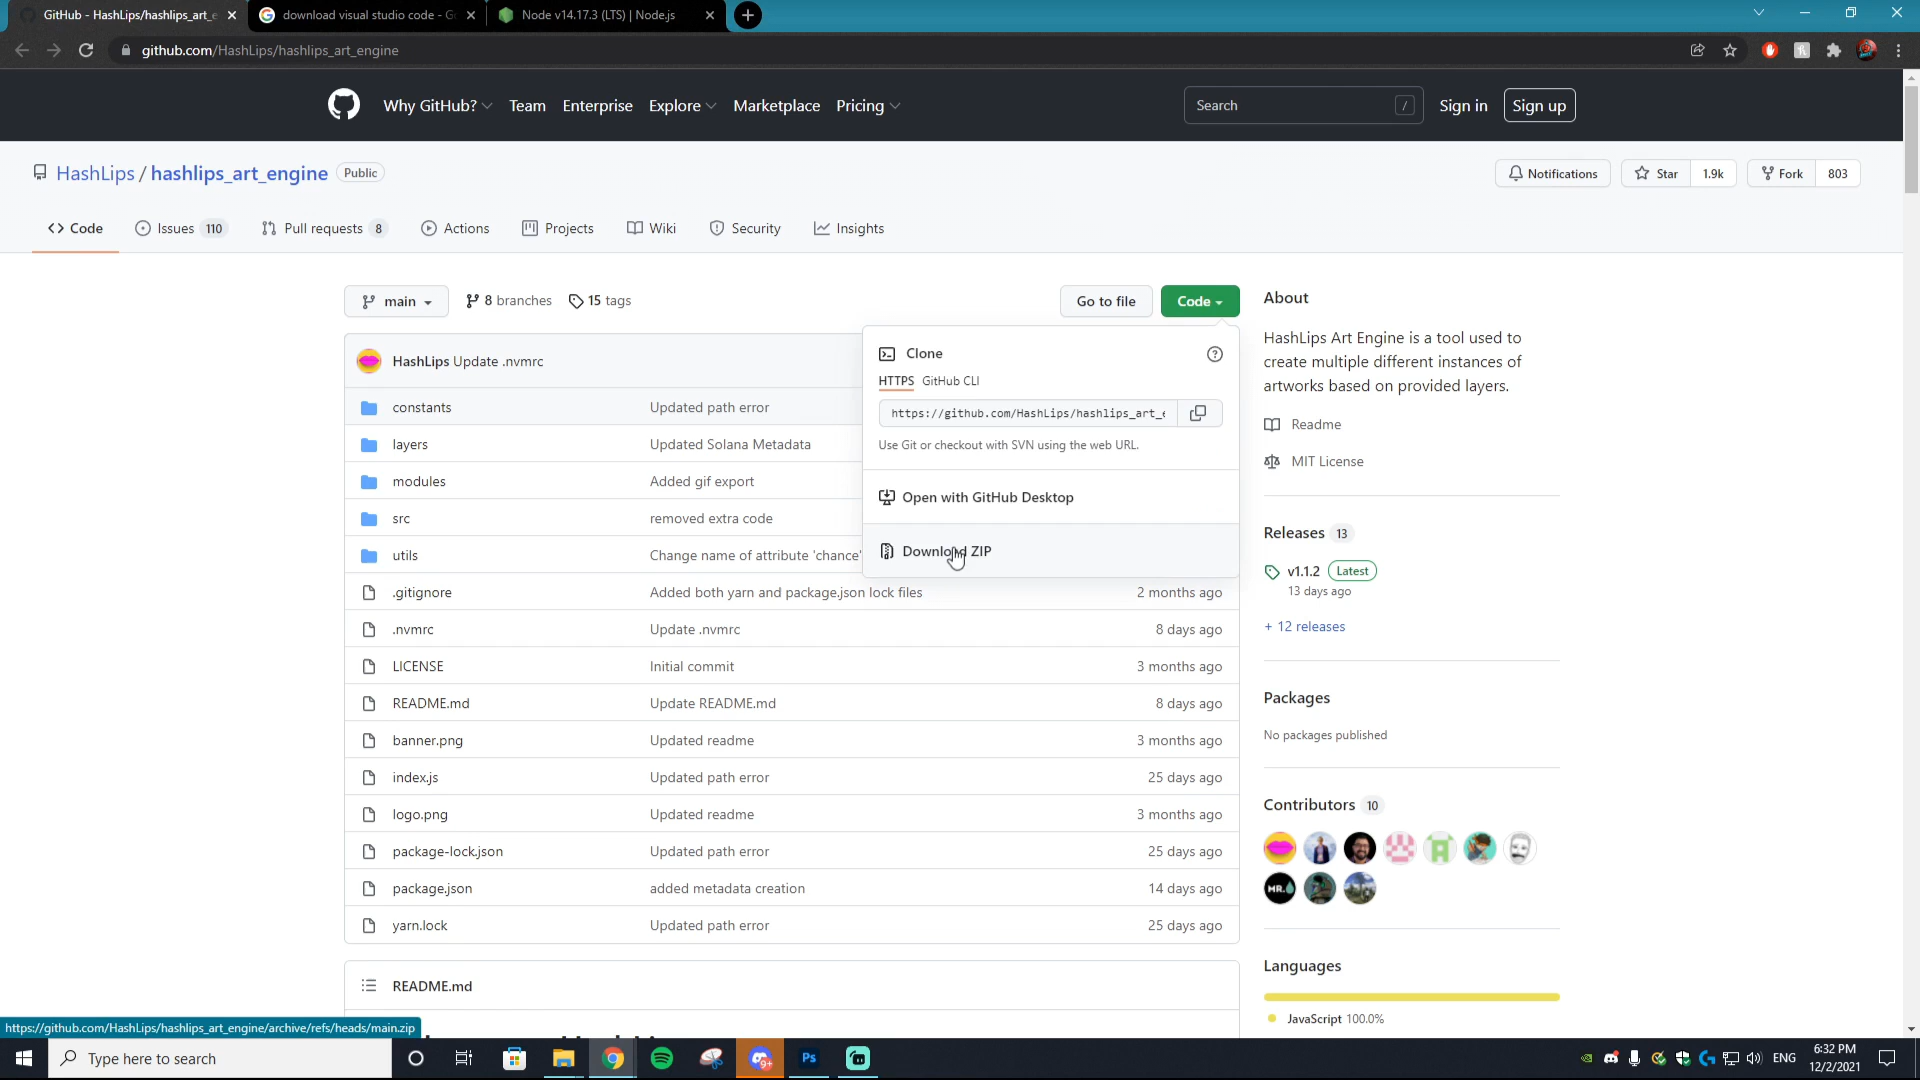 GitHub - HashLips/hashlips_art_e
download visual studio code - Go
Node v14.17.3 (LTS) | Node.js
github.com/HashLips/hashlips_art_engine
Why GitHub?
Team
Enterprise
Explore
Marketplace
Pricing
Search
/
Sign in
Sign up
HashLips / hashlips_art_engine
Public
Notifications
Star 1.9k
Fork 803
Code
Issues 110
Pull requests 8
Actions
Projects
Wiki
Security
Insights
main
8 branches
15 tags
Go to file
Code
HashLips Update .nvmrc
constants Updated path error
layers Updated Solana Metadata
modules Added gif export
src removed extra code
utils Change name of attribute 'chance'
.gitignore Added both yarn and package.json lock files 2 months ago
.nvmrc Update .nvmrc 8 days ago
LICENSE Initial commit 3 months ago
README.md Update README.md 8 days ago
banner.png Updated readme 3 months ago
index.js Updated path error 25 days ago
logo.png Updated readme 3 months ago
package-lock.json Updated path error 25 days ago
package.json added metadata creation 14 days ago
yarn.lock Updated path error 25 days ago
README.md
Clone
?
HTTPS GitHub CLI
https://github.com/HashLips/hashlips_art_e
Use Git or checkout with SVN using the web URL.
Open with GitHub Desktop
Download ZIP
About
HashLips Art Engine is a tool used to
create multiple different instances of
artworks based on provided layers.
Readme
MIT License
Releases 13
v1.1.2 Latest
13 days ago
+ 12 releases
Packages
No packages published
Contributors 10
MR.
Languages
JavaScript 100.0%
https://github.com/HashLips/hashlips_art_engine/archive/refs/heads/main.zip
Type here to search
9+
Ps
ENG
6:32 PM
12/2/2021